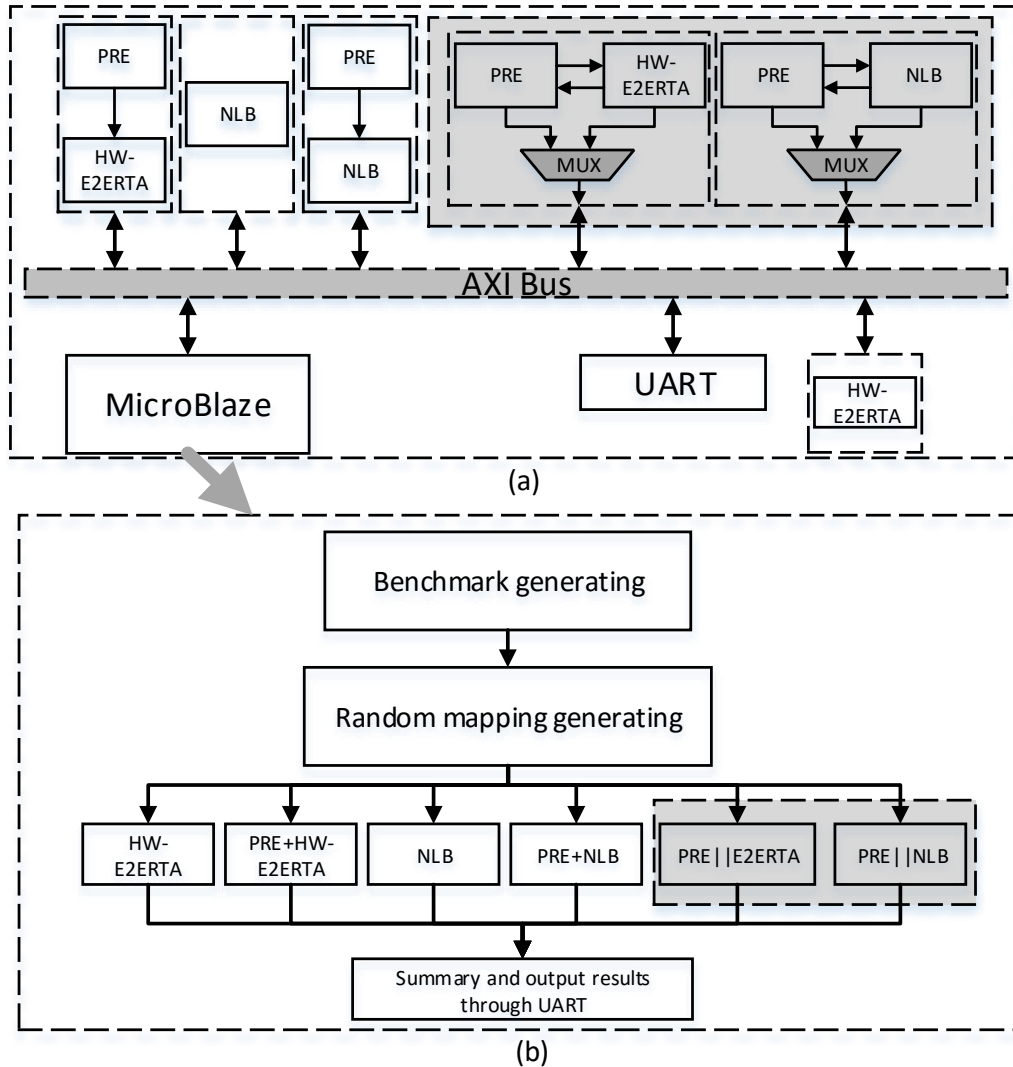 PRE
HW-
E2ERTA
NLB
PRE
NLB
PRE
HW-
E2ERTA
MUX
PRE
NLB
MUX
AXI Bus
MicroBlaze
UART
HW-
E2ERTA
(a)
Benchmark generating
Random mapping generating
HW-
E2ERTA
PRE+HW-
E2ERTA
NLB
PRE+NLB
PRE||E2ERTA
PRE||NLB
Summary and output results
through UART
(b)